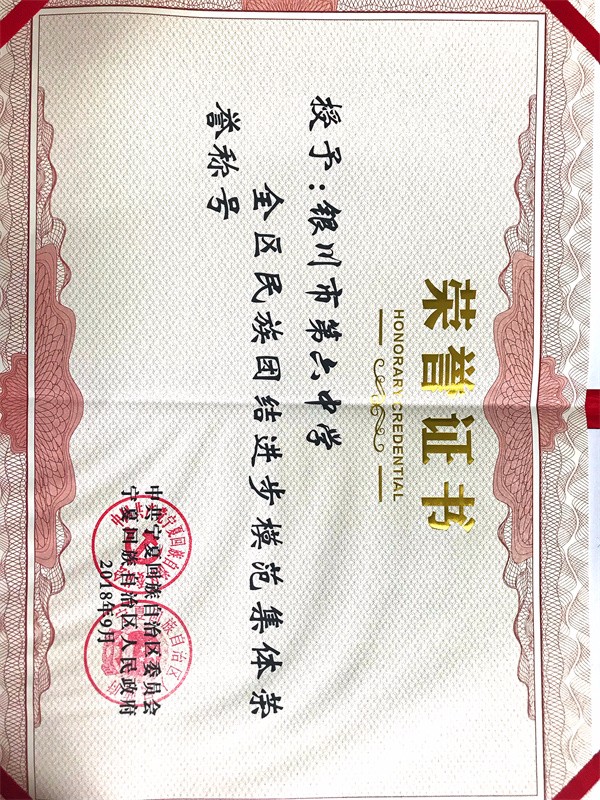 荣誉证书
HONORARY CREDENTIAL
授予：银川市第六中学
全区民族团结进步模范集体荣
誉称号
中共宁夏回族自治区委员会
宁夏回族自治区人民政府
2018年9月